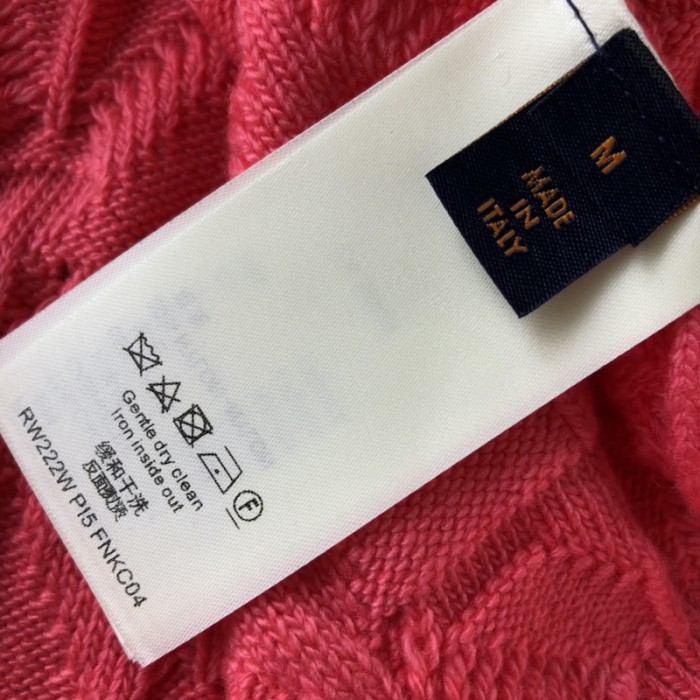 M
MADE
IN
ITALY
Gentle dry clean
Iron inside out
缓和干洗
反面熨烫
RW222W PI5 FNKC04